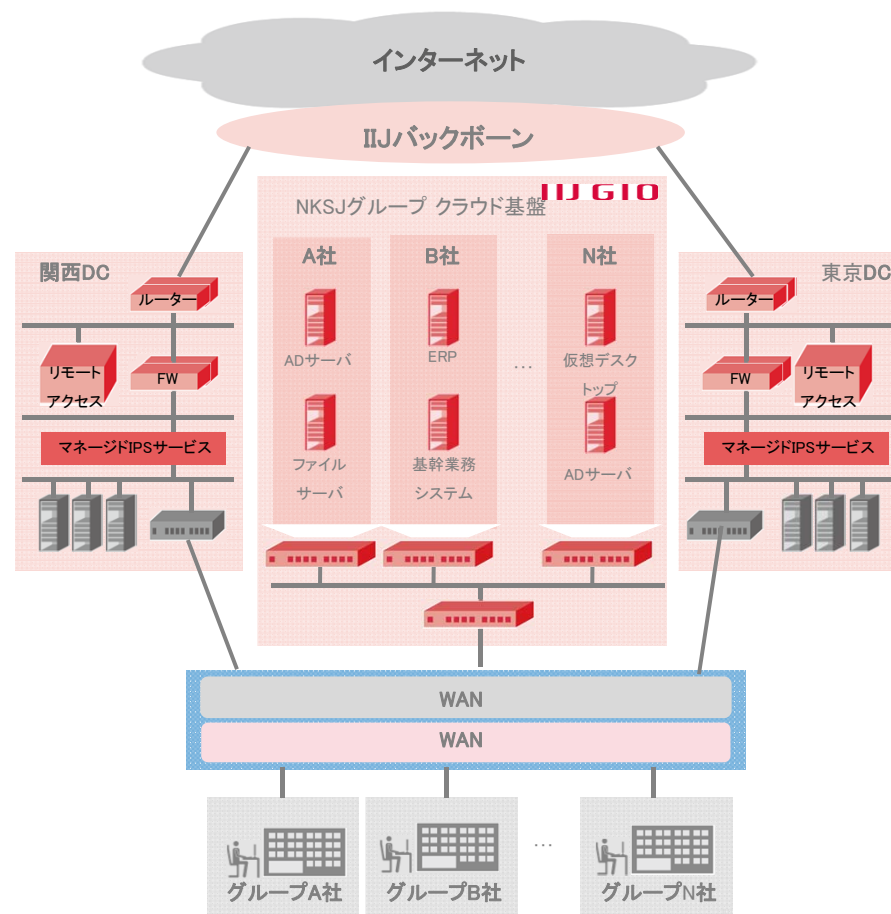 インターネット
IIJバックボーン
IIJ GIO
NKSJグループ クラウド基盤
A社
B社
N社
ADサーバ
ERP
…
仮想デスク
トップ
ファイル
サーバ
基幹業務
システム
ADサーバ
関西DC
ルーター
リモート
アクセス
FW
マネージドIPSサービス
東京DC
ルーター
FW
リモート
アクセス
マネージドIPSサービス
WAN
WAN
…
グループA社
グループB社
グループN社